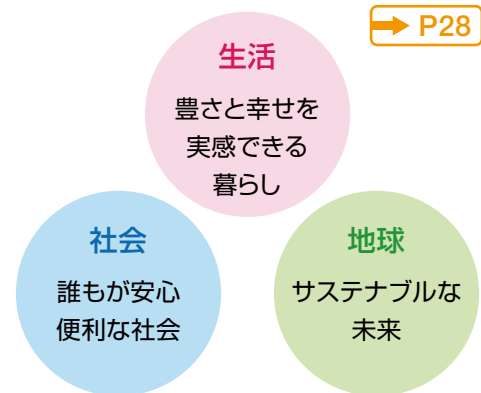 ➡ P28
生活
豊さと幸せを
実感できる
暮らし
社会
誰もが安心
便利な社会
地球
サステナブルな
未来